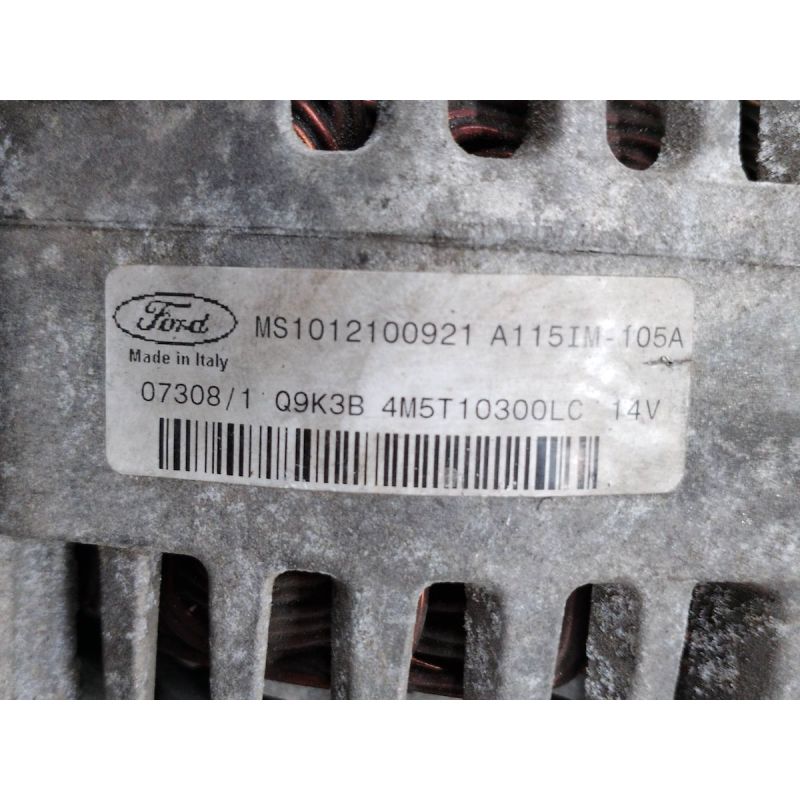 Ford MS1012100921 A115IM-105A
Made in Italy
07308/1 Q9K3B 4M5T10300LC 14V